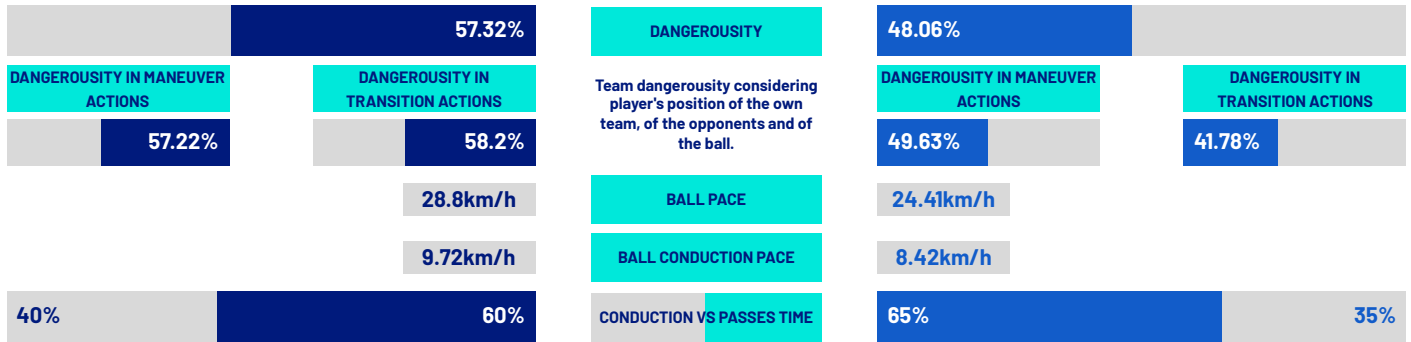 57.32%
DANGEROUSITY
48.06%
DANGEROUSITY IN MANEUVER
ACTIONS
DANGEROUSITY IN
TRANSITION ACTIONS
Team dangerousity considering
player's position of the own
team, of the opponents and of
the ball.
DANGEROUSITY IN MANEUVER
ACTIONS
DANGEROUSITY IN
TRANSITION ACTIONS
57.22%
58.2%
49.63%
41.78%
28.8km/h
BALL PACE
24.41km/h
9.72km/h
BALL CONDUCTION PACE
8.42km/h
40%
60%
CONDUCTION VS PASSES TIME
65%
35%